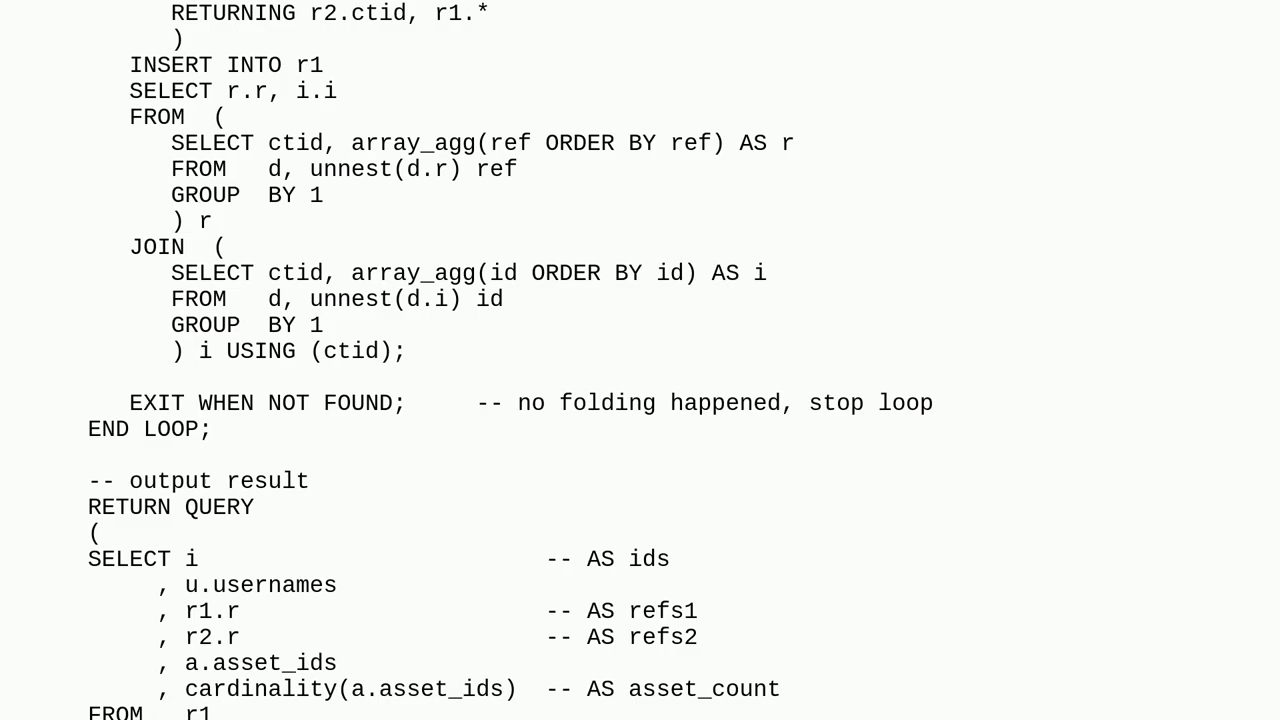 RETURNING r2.ctid, r1.*
)
INSERT INTO r1
SELECT r.r, i.i
FROM  (
SELECT ctid, array_agg(ref ORDER BY ref) AS r
FROM   d, unnest(d.r) ref
GROUP  BY 1
) r
JOIN  (
SELECT ctid, array_agg(id ORDER BY id) AS i
FROM   d, unnest(d.i) id
GROUP  BY 1
) i USING (ctid);
EXIT WHEN NOT FOUND;     -- no folding happened, stop loop
END LOOP;
-- output result
RETURN QUERY
(
SELECT i                         -- AS ids
, u.usernames
, r1.r                      -- AS refs1
, r2.r                      -- AS refs2
, a.asset_ids
, cardinality(a.asset_ids)  -- AS asset_count
FROM   r1